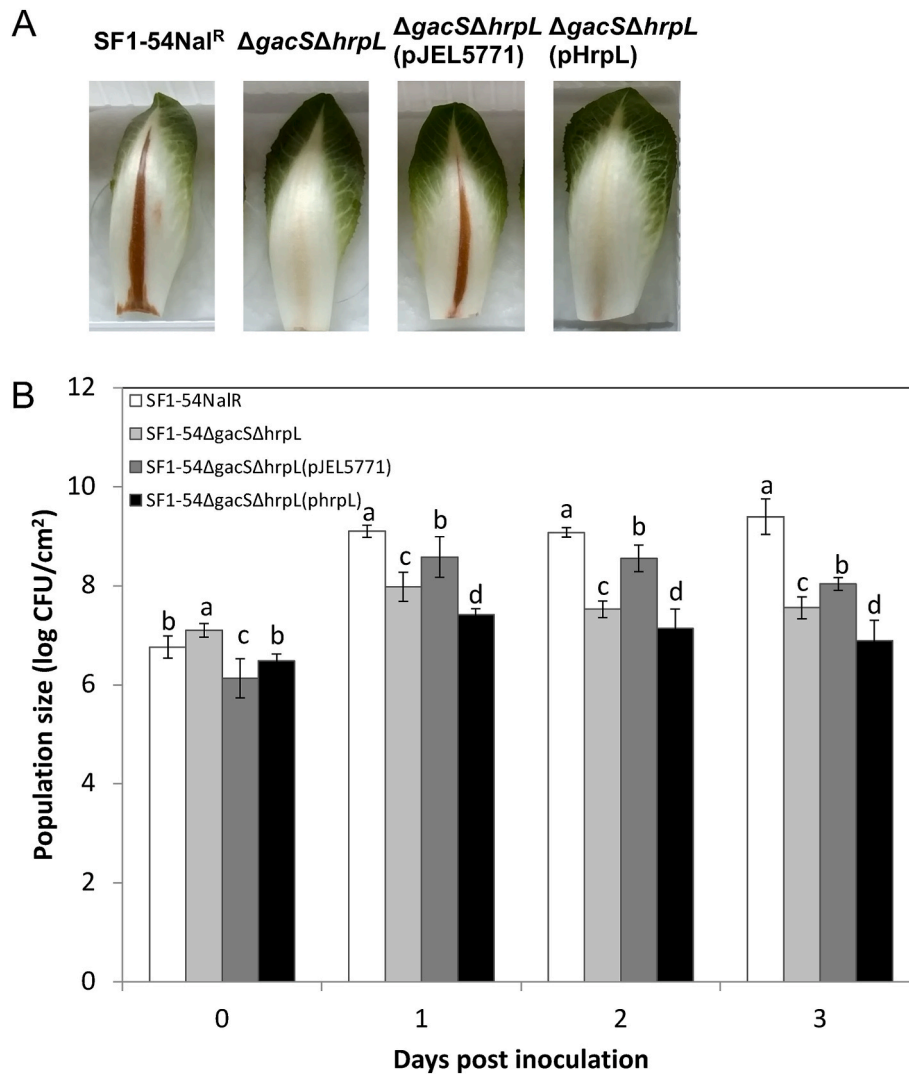 A
SF1-54Nalᴿ ΔgacSΔhrpL ΔgacSΔhrpL ΔgacSΔhrpL
(pJEL5771) (pHrpL)
B
12
10
8
6
4
2
0
Population size (log CFU/cm²)
SF1-54NalR
SF1-54ΔgacSΔhrpL
SF1-54ΔgacSΔhrpL(pJEL5771)
SF1-54ΔgacSΔhrpL(phrpL)
b a c b
a c b d
a c b d
a c b d
0 1 2 3
Days post inoculation